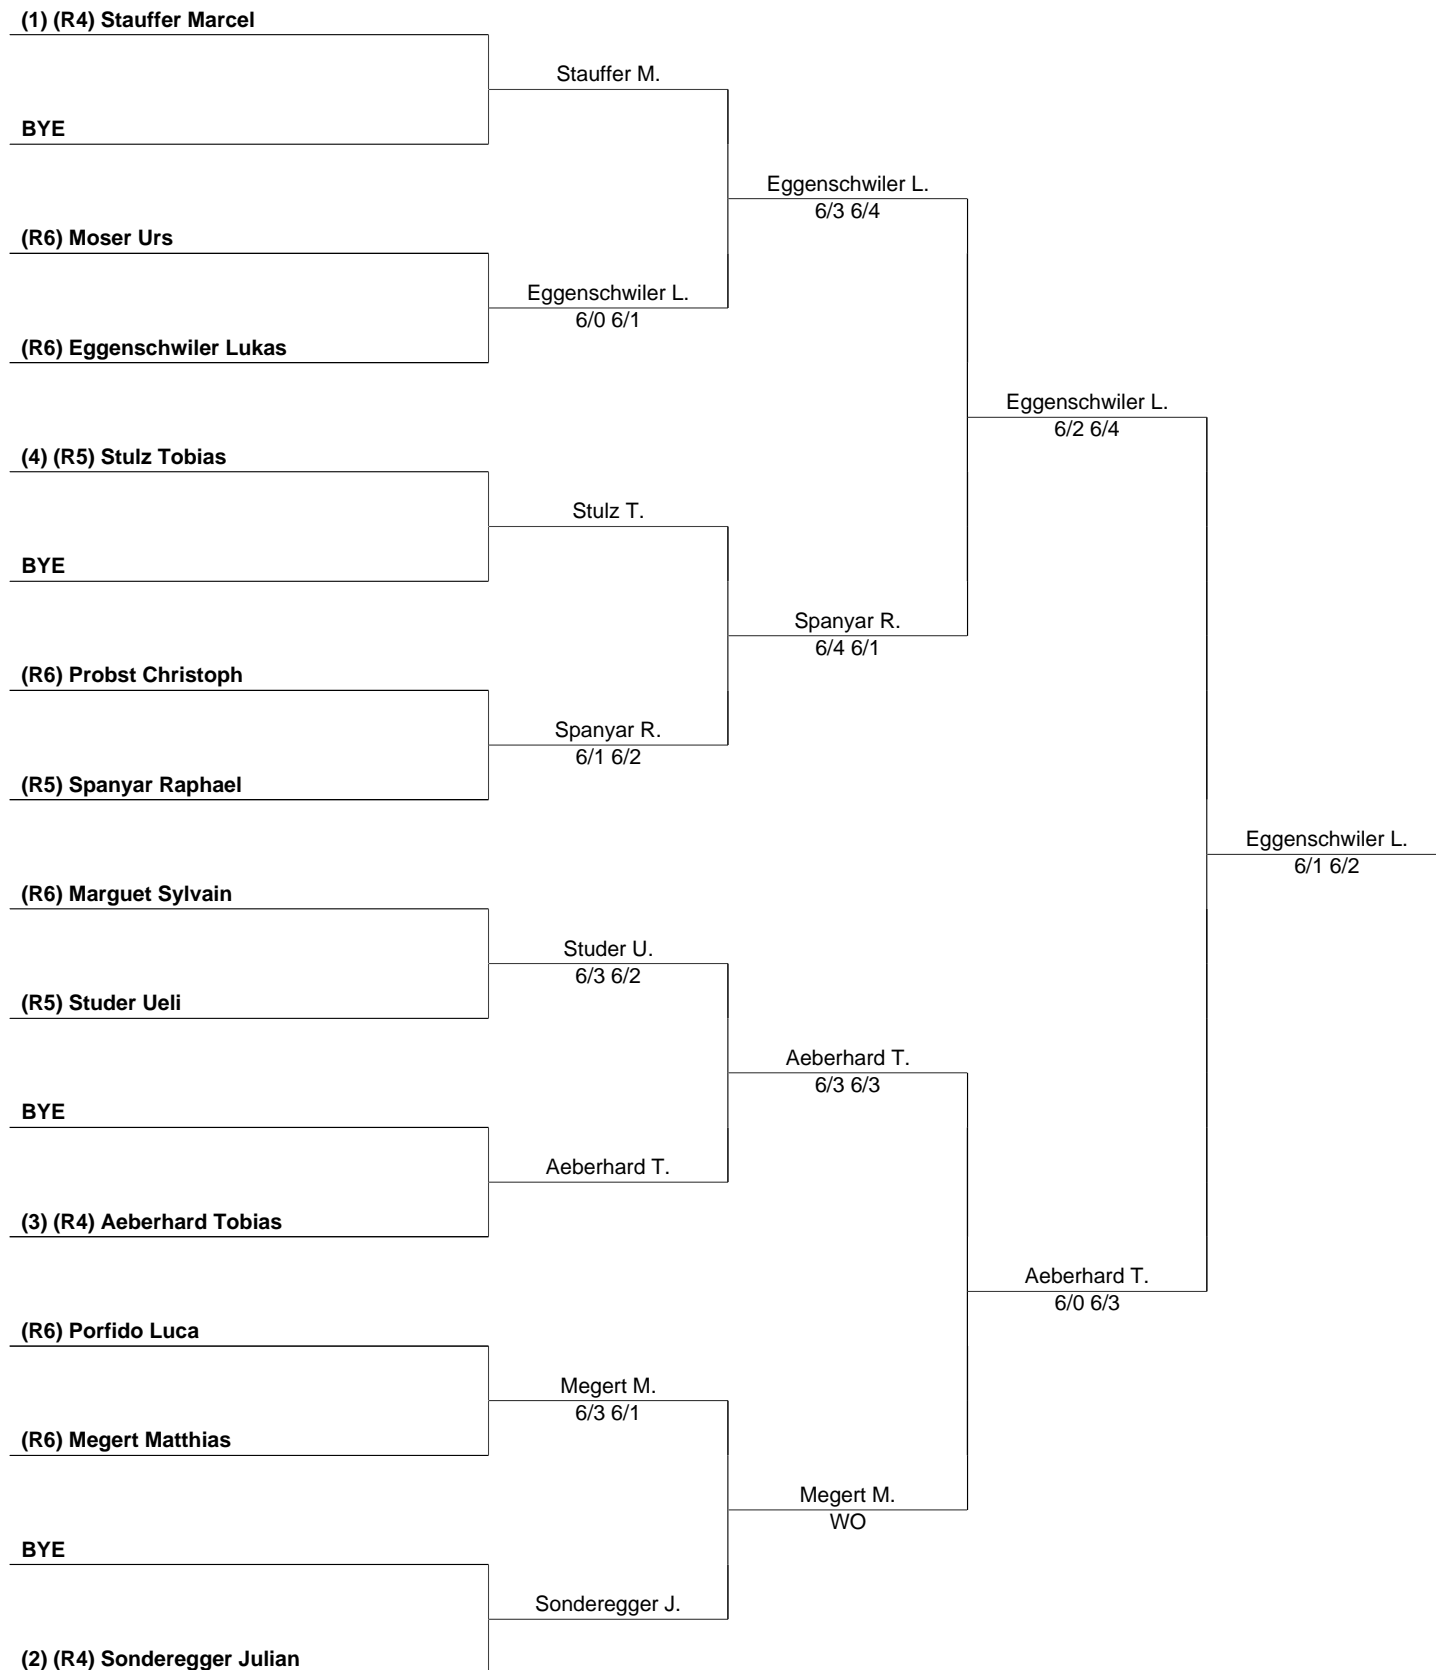 (1) (R4) Stauffer Marcel
Stauffer M.
BYE
Eggenschwiler L.
6/3 6/4
(R6) Moser Urs
Eggenschwiler L.
6/0 6/1
(R6) Eggenschwiler Lukas
Eggenschwiler L.
6/2 6/4
(4) (R5) Stulz Tobias
Stulz T.
BYE
Spanyar R.
6/4 6/1
(R6) Probst Christoph
Spanyar R.
6/1 6/2
(R5) Spanyar Raphael
Eggenschwiler L.
6/1 6/2
(R6) Marguet Sylvain
Studer U.
6/3 6/2
(R5) Studer Ueli
Aeberhard T.
6/3 6/3
BYE
Aeberhard T.
(3) (R4) Aeberhard Tobias
Aeberhard T.
6/0 6/3
(R6) Porfido Luca
Megert M.
6/3 6/1
(R6) Megert Matthias
Megert M.
WO
BYE
Sonderegger J.
(2) (R4) Sonderegger Julian